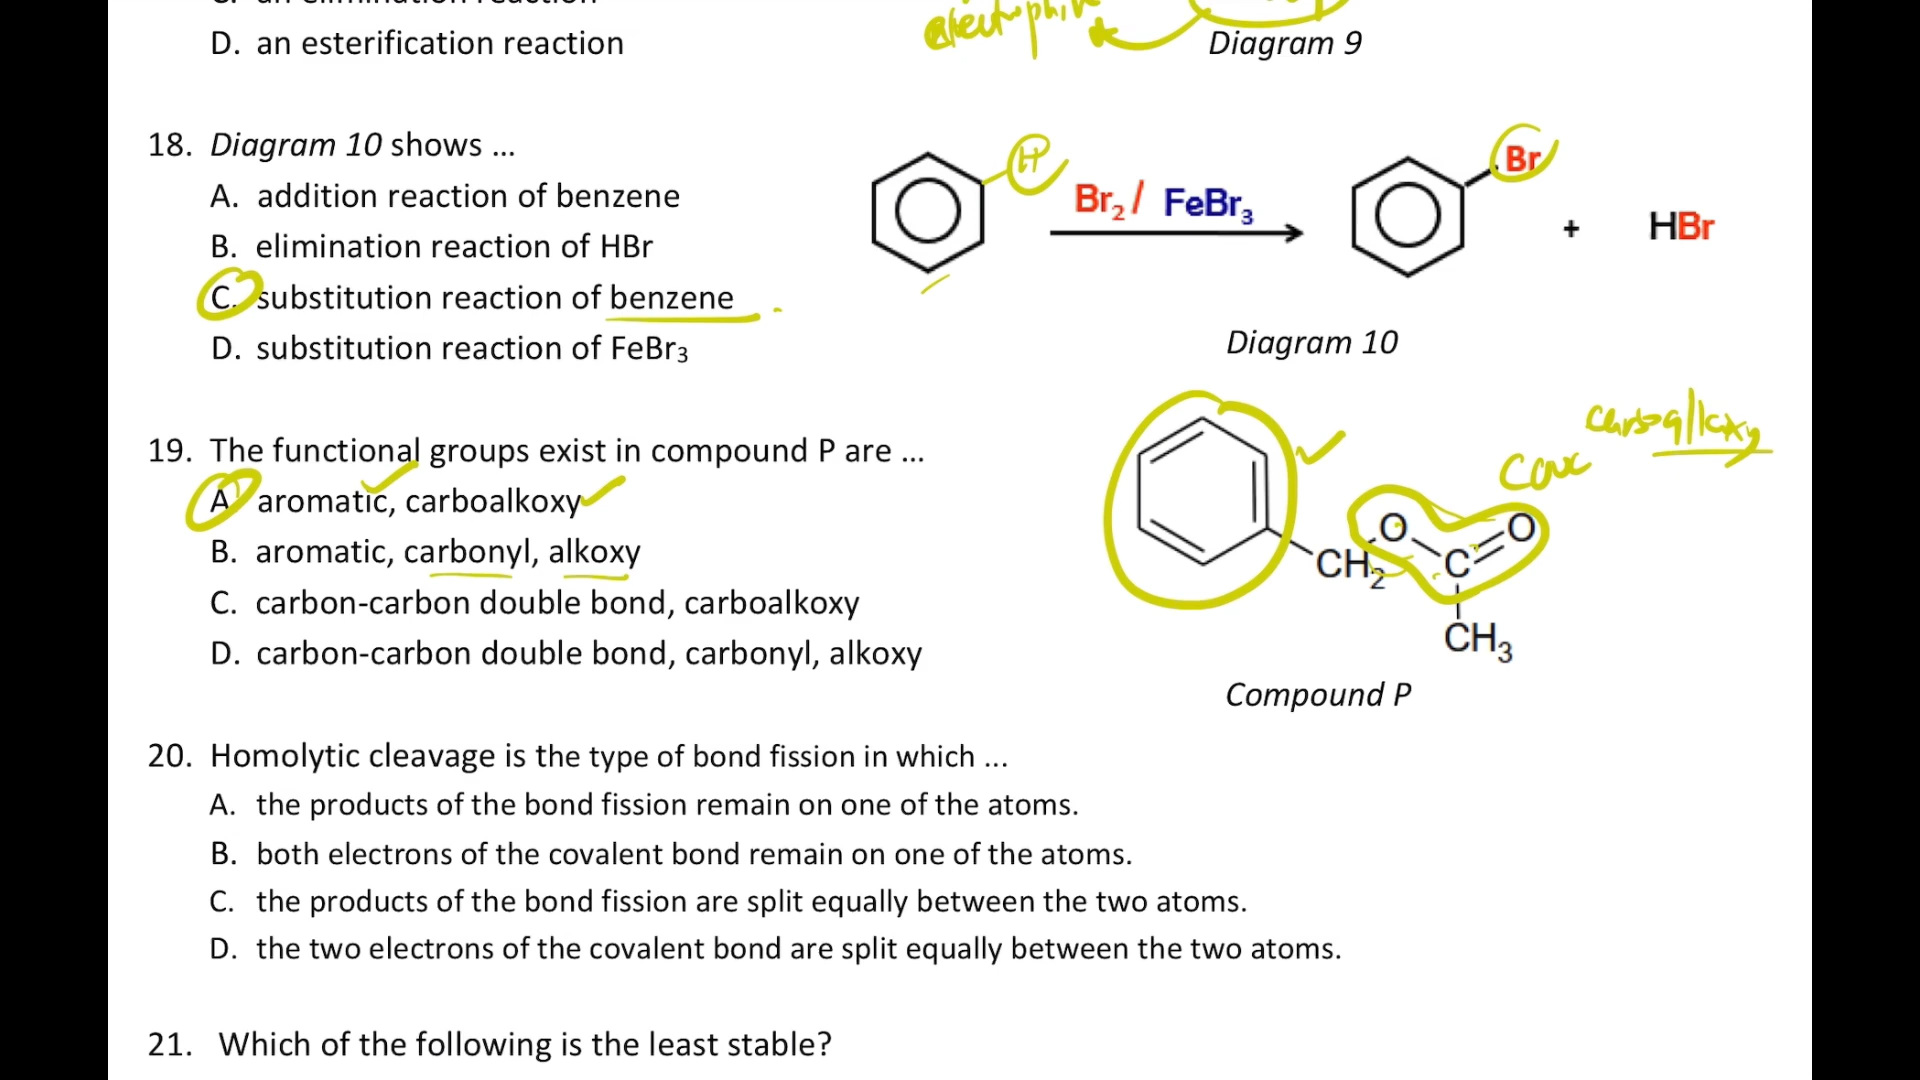 D. an esterification reaction
electrophile
Diagram 9
18. Diagram 10 shows ...
A. addition reaction of benzene
B. elimination reaction of HBr
C. substitution reaction of benzene
D. substitution reaction of FeBr3
H
Br2/ FeBr3
Br
+ HBr
Diagram 10
19. The functional groups exist in compound P are ...
A aromatic, carboalkoxy
B. aromatic, carbonyl, alkoxy
C. carbon-carbon double bond, carboalkoxy
D. carbon-carbon double bond, carbonyl, alkoxy
carboalkoxy
O
O
CH2
C
CH3
Compound P
20. Homolytic cleavage is the type of bond fission in which ...
A. the products of the bond fission remain on one of the atoms.
B. both electrons of the covalent bond remain on one of the atoms.
C. the products of the bond fission are split equally between the two atoms.
D. the two electrons of the covalent bond are split equally between the two atoms.
21. Which of the following is the least stable?